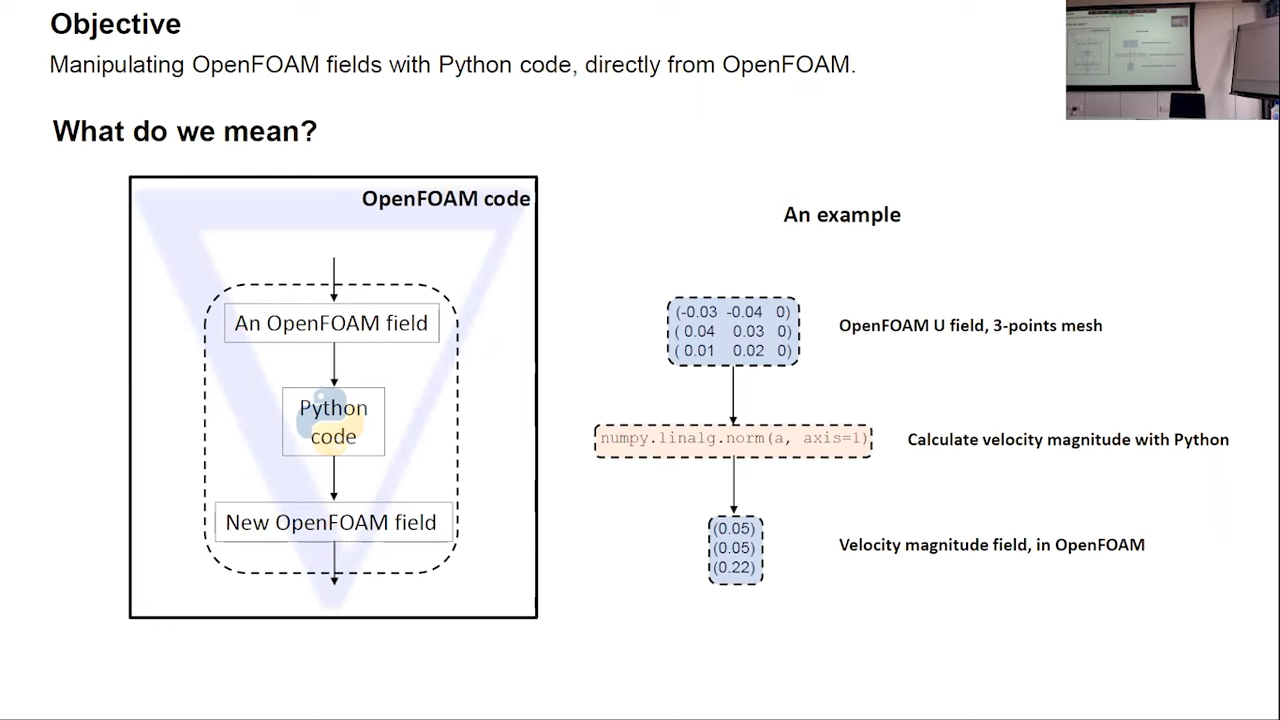 Objective
Manipulating OpenFOAM fields with Python code, directly from OpenFOAM.
What do we mean?
OpenFOAM code
An OpenFOAM field
Python
code
New OpenFOAM field
An example
(-0.03 -0.04 0)
( 0.04 0.03 0)
( 0.01 0.02 0)
OpenFOAM U field, 3-points mesh
numpy.linalg.norm(a, axis=1)
Calculate velocity magnitude with Python
(0.05)
(0.05)
(0.22)
Velocity magnitude field, in OpenFOAM